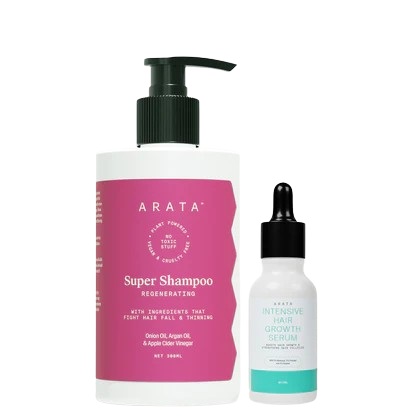 ARATA™
PLANT POWERED
NO
TOXIC
STUFF
VEGAN & CRUELTY FREE
Super Shampoo
REGENERATING
WITH INGREDIENTS THAT
FIGHT HAIR FALL & THINNING
Onion Oil, Argan Oil,
& Apple Cider Vinegar
NET 300ML
ARATA
INTENSIVE
HAIR
GROWTH
SERUM